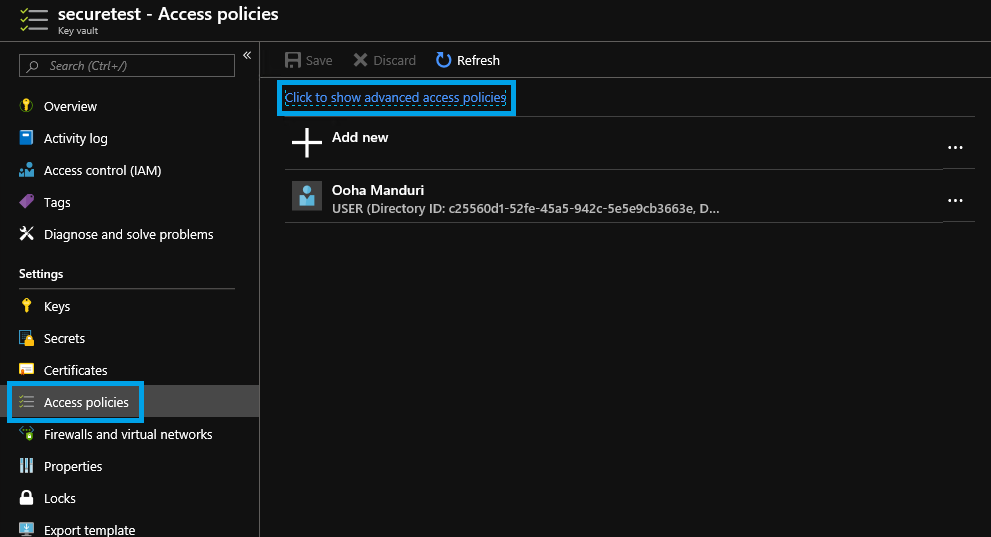 securetest - Access policies
Key vault
Search (Ctrl+/)
«
Overview
Activity log
Access control (IAM)
Tags
Diagnose and solve problems
Settings
Keys
Secrets
Certificates
Access policies
Firewalls and virtual networks
Properties
Locks
Export template
Save Discard Refresh
Click to show advanced access policies
Add new
...
Ooha Manduri
USER (Directory ID: c25560d1-52fe-45a5-942c-5e5e9cb3663e, D...
...